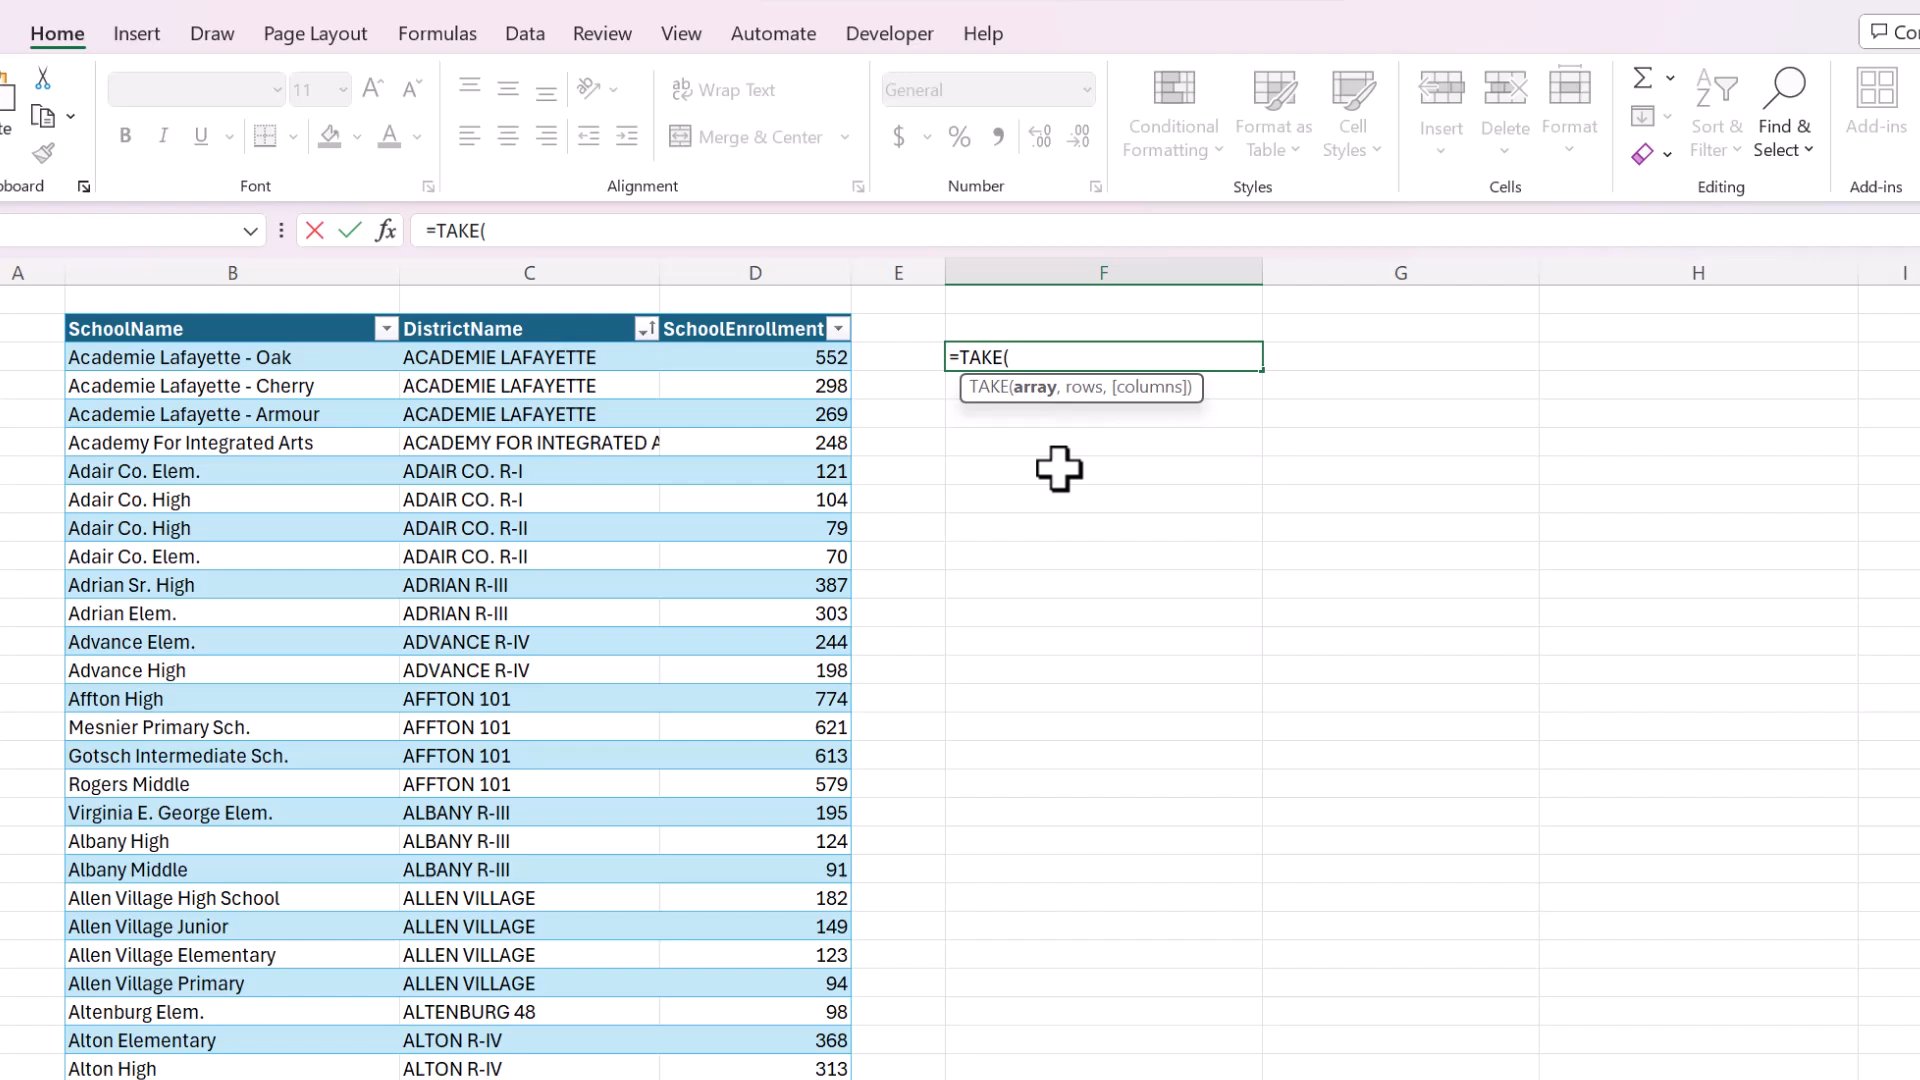 Home Insert Draw Page Layout Formulas Data Review View Automate Developer Help
11 Wrap Text General
B I U A Merge & Center $ %
Conditional Formatting Format as Table Cell Styles Insert Delete Format Sort & Filter Find & Select Add-ins
Font Alignment Number Styles Cells Editing Add-ins
fx =TAKE(
A B C D E F G H I
SchoolName DistrictName SchoolEnrollment
Academie Lafayette - Oak ACADEMIE LAFAYETTE 552 =TAKE(
TAKE(array, rows, [columns])
Academie Lafayette - Cherry ACADEMIE LAFAYETTE 298
Academie Lafayette - Armour ACADEMIE LAFAYETTE 269
Academy For Integrated Arts ACADEMY FOR INTEGRATED A 248
Adair Co. Elem. ADAIR CO. R-I 121
Adair Co. High ADAIR CO. R-I 104
Adair Co. High ADAIR CO. R-II 79
Adair Co. Elem. ADAIR CO. R-II 70
Adrian Sr. High ADRIAN R-III 387
Adrian Elem. ADRIAN R-III 303
Advance Elem. ADVANCE R-IV 244
Advance High ADVANCE R-IV 198
Affton High AFFTON 101 774
Mesnier Primary Sch. AFFTON 101 621
Gotsch Intermediate Sch. AFFTON 101 613
Rogers Middle AFFTON 101 579
Virginia E. George Elem. ALBANY R-III 195
Albany High ALBANY R-III 124
Albany Middle ALBANY R-III 91
Allen Village High School ALLEN VILLAGE 182
Allen Village Junior ALLEN VILLAGE 149
Allen Village Elementary ALLEN VILLAGE 123
Allen Village Primary ALLEN VILLAGE 94
Altenburg Elem. ALTENBURG 48 98
Alton Elementary ALTON R-IV 368
Alton High ALTON R-IV 313